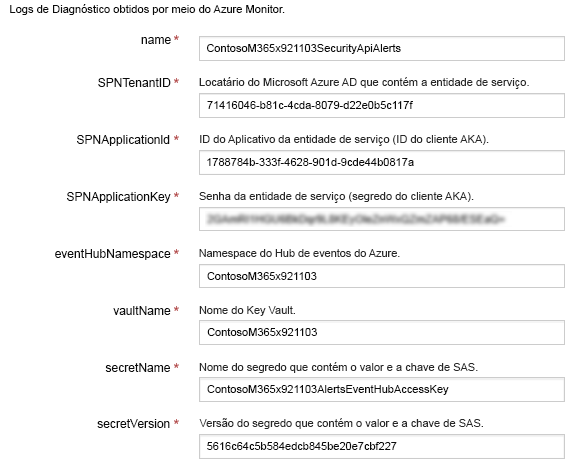 Logs de Diagnóstico obtidos por meio do Azure Monitor.
name * ContosoM365x921103SecurityApiAlerts
SPNTenantID * Locatário do Microsoft Azure AD que contém a entidade de serviço.
71416046-b81c-4cda-8079-d22e0b5c117f
SPNApplicationId * ID do Aplicativo da entidade de serviço (ID do cliente AKA).
1788784b-333f-4628-901d-9cde44b0817a
SPNApplicationKey * Senha da entidade de serviço (segredo do cliente AKA).
eventHubNamespace * Namespace do Hub de eventos do Azure.
ContosoM365x921103
vaultName * Nome do Key Vault.
ContosoM365x921103
secretName * Nome do segredo que contém o valor e a chave de SAS.
ContosoM365x921103AlertsEventHubAccessKey
secretVersion * Versão do segredo que contém o valor e a chave de SAS.
5616c64c5b584edcb845be20e7cbf227